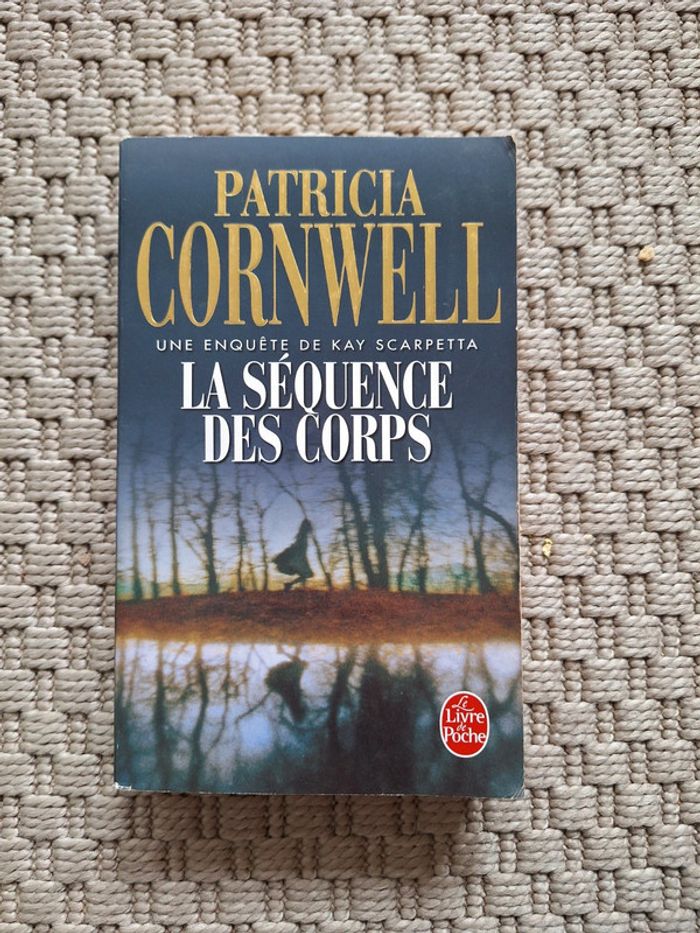 PATRICIA
CORNWELL
UNE ENQUÊTE DE KAY SCARPETTA
LA SÉQUENCE
DES CORPS
Le
Livre
de
Poche